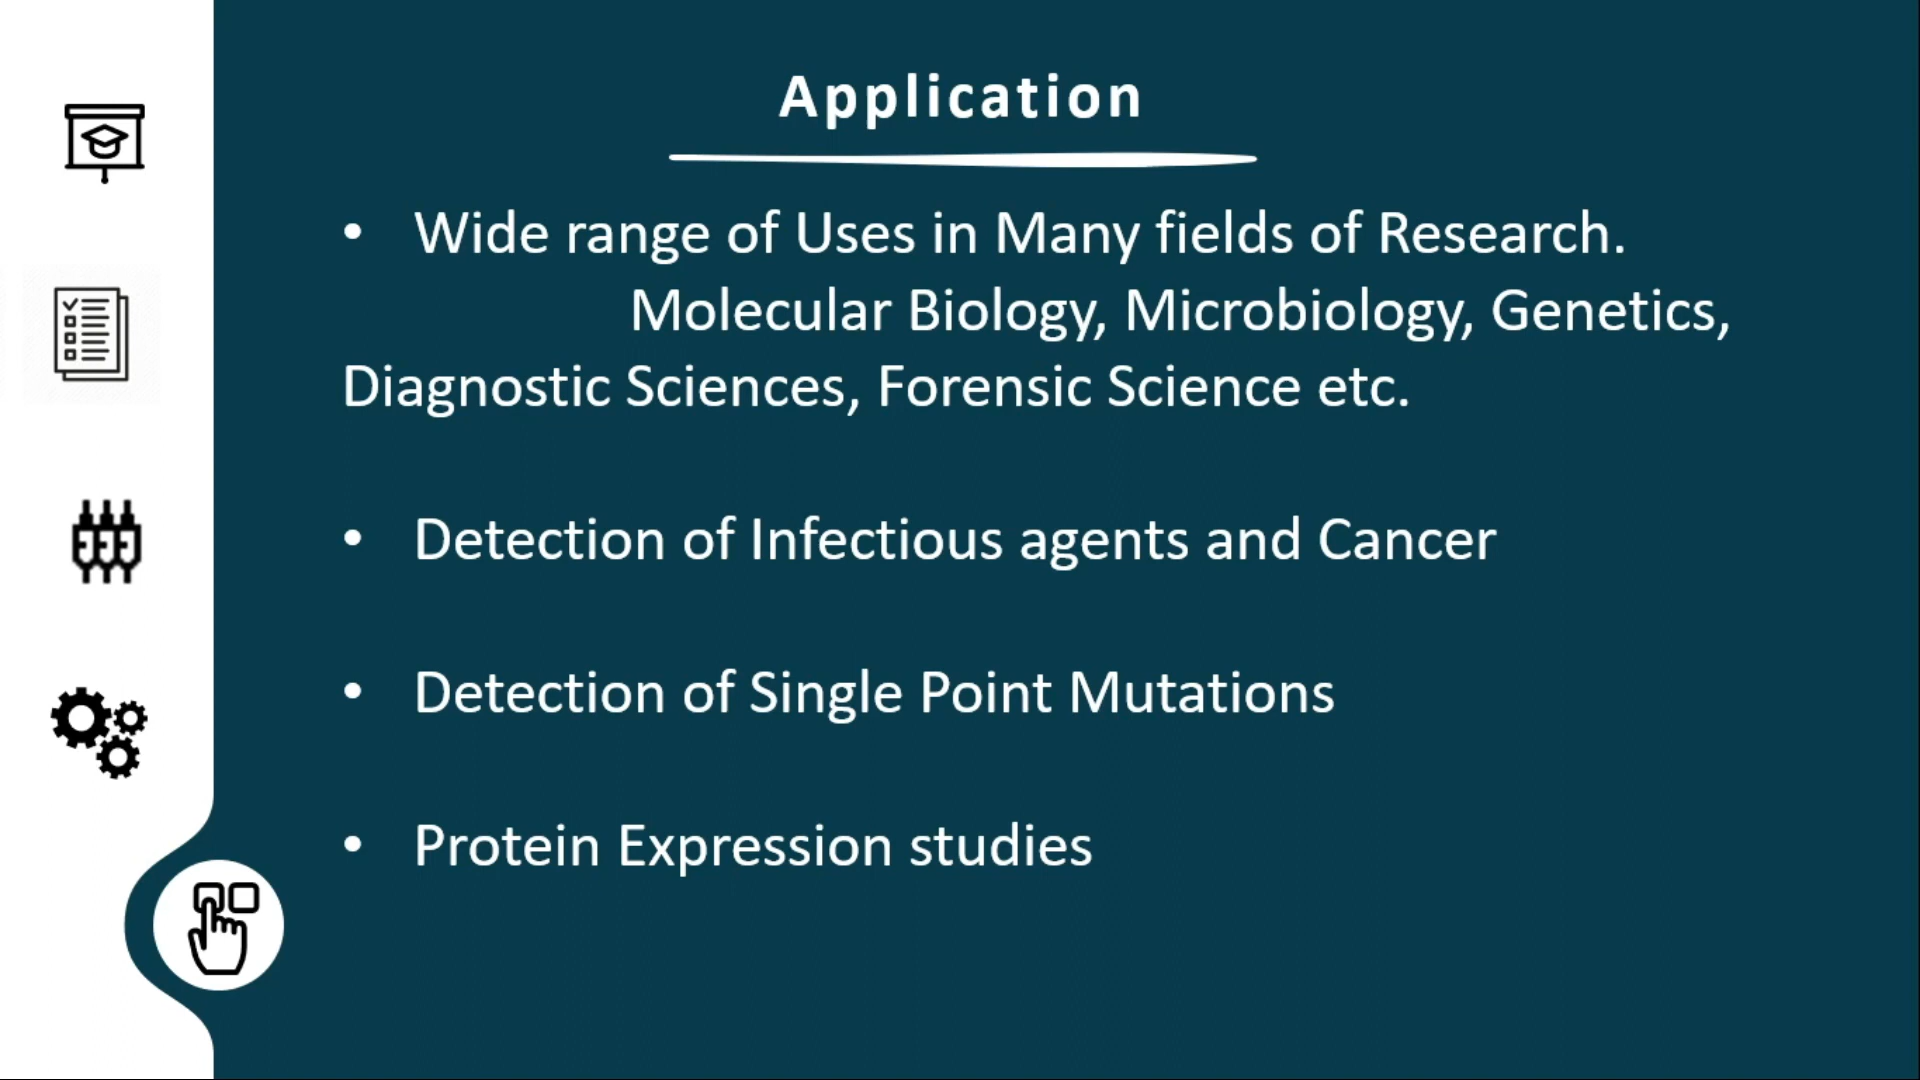 Application
• Wide range of Uses in Many fields of Research.
Molecular Biology, Microbiology, Genetics,
Diagnostic Sciences, Forensic Science etc.
• Detection of Infectious agents and Cancer
• Detection of Single Point Mutations
• Protein Expression studies